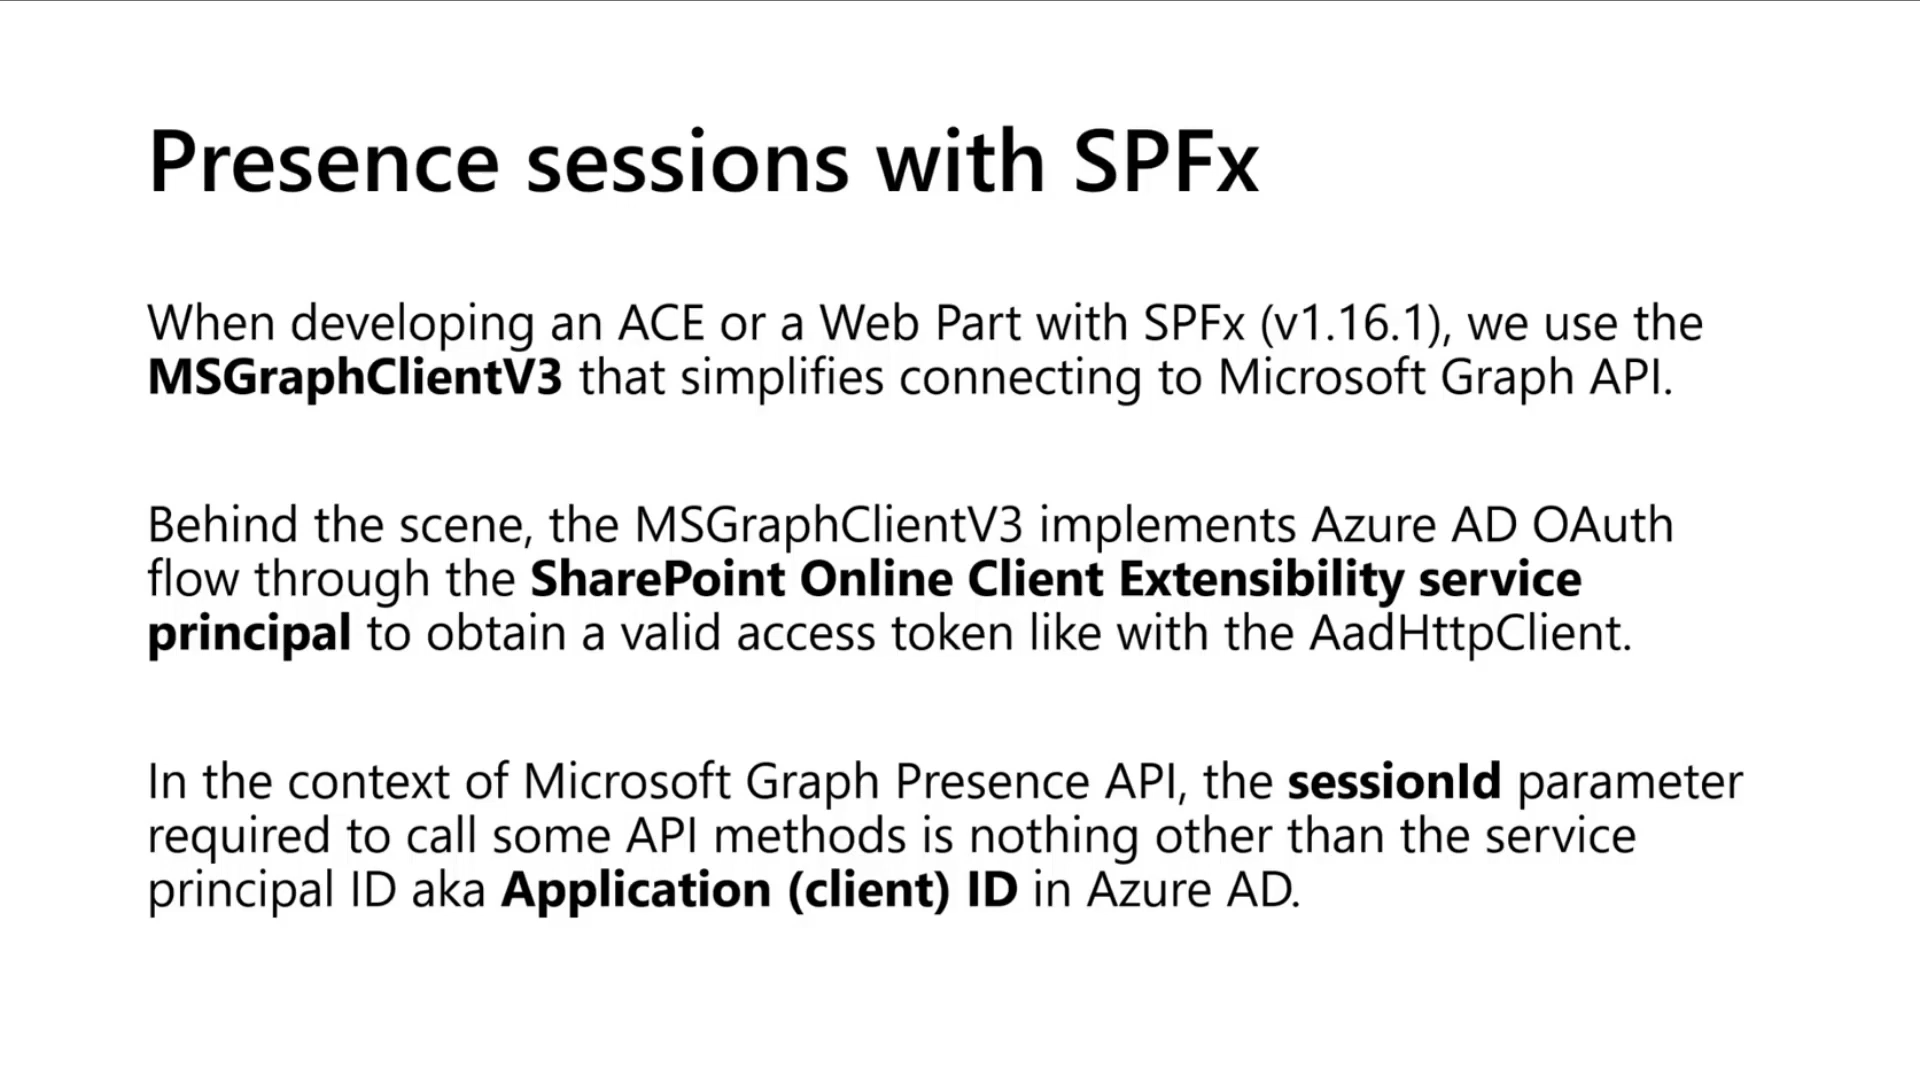 Presence sessions with SPFx
When developing an ACE or a Web Part with SPFx (v1.16.1), we use the
MSGraphClientV3 that simplifies connecting to Microsoft Graph API.
Behind the scene, the MSGraphClientV3 implements Azure AD OAuth
flow through the SharePoint Online Client Extensibility service
principal to obtain a valid access token like with the AadHttpClient.
In the context of Microsoft Graph Presence API, the sessionId parameter
required to call some API methods is nothing other than the service
principal ID aka Application (client) ID in Azure AD.